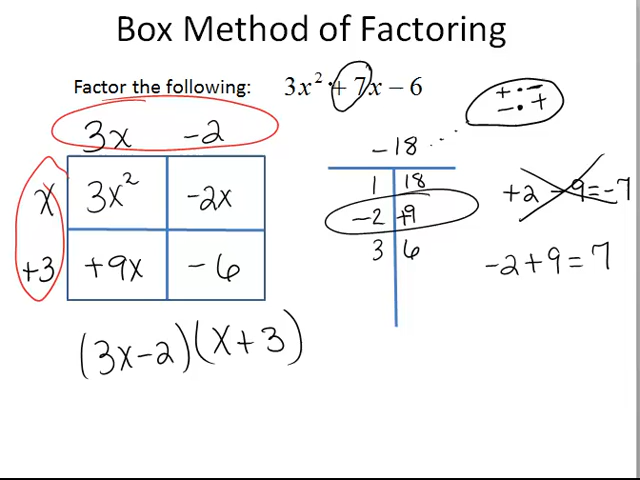 Box Method of Factoring
Factor the following: 3x² + 7x − 6
+ · −
− · +
3x -2
x 3x² -2x
+3 +9x -6
(3x-2)(x+3)
-18 ...
1 18
-2 +9
3 6
+2 -9=-7
-2+9=7